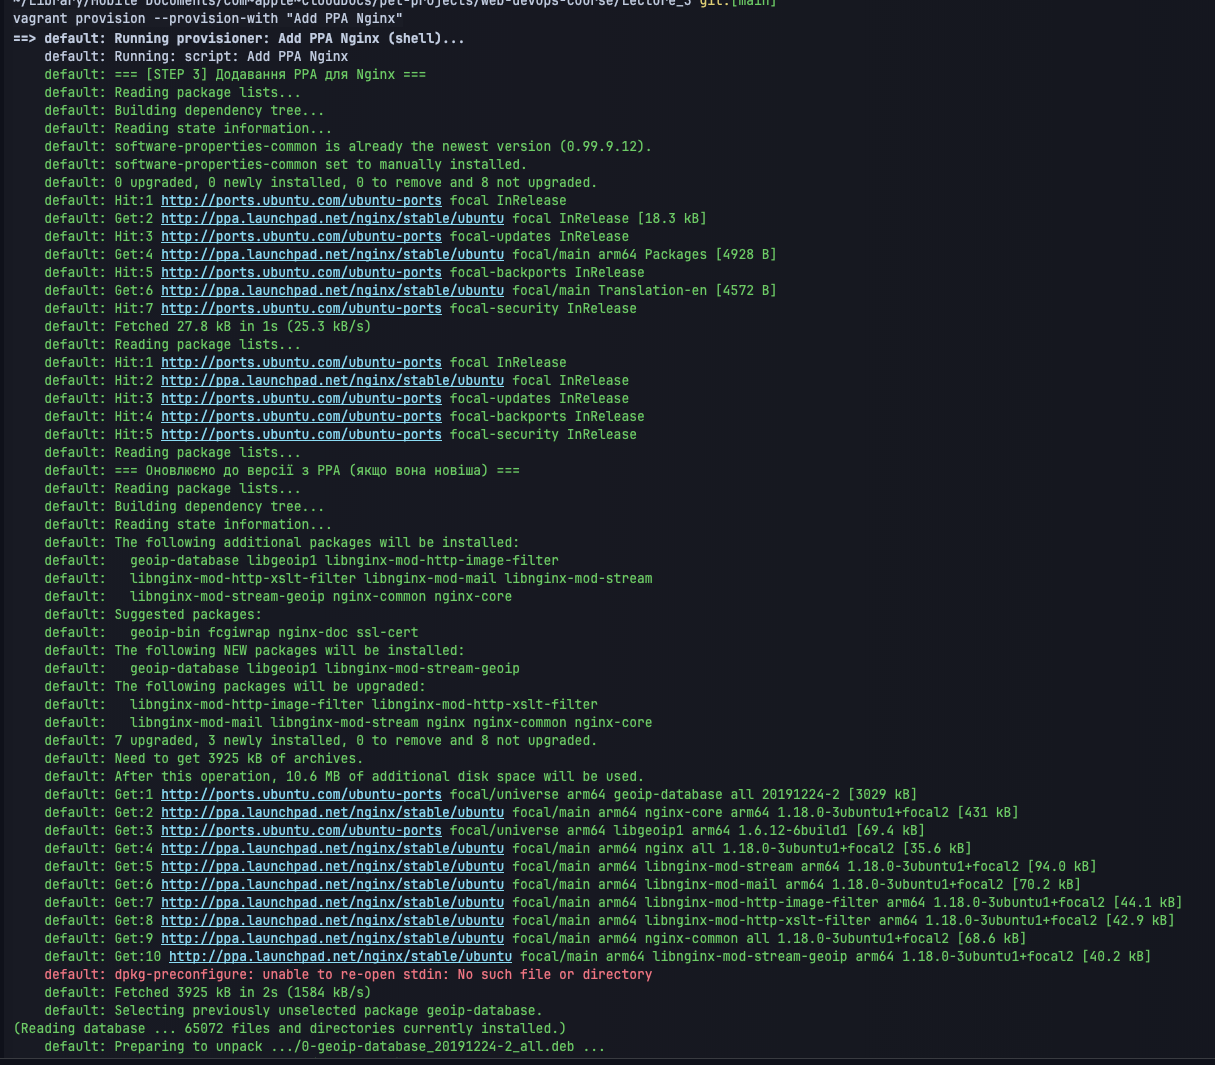 ~/Library/Mobile Documents/com~apple~CloudDocs/pet-projects/web-devops-course/Lecture_3 git:[main]
vagrant provision --provision-with "Add PPA Nginx"
==> default: Running provisioner: Add PPA Nginx (shell)...
    default: Running: script: Add PPA Nginx
    default: === [STEP 3] Додавання PPA для Nginx ===
    default: Reading package lists...
    default: Building dependency tree...
    default: Reading state information...
    default: software-properties-common is already the newest version (0.99.9.12).
    default: software-properties-common set to manually installed.
    default: 0 upgraded, 0 newly installed, 0 to remove and 8 not upgraded.
    default: Hit:1 http://ports.ubuntu.com/ubuntu-ports focal InRelease
    default: Get:2 http://ppa.launchpad.net/nginx/stable/ubuntu focal InRelease [18.3 kB]
    default: Hit:3 http://ports.ubuntu.com/ubuntu-ports focal-updates InRelease
    default: Get:4 http://ppa.launchpad.net/nginx/stable/ubuntu focal/main arm64 Packages [4928 B]
    default: Hit:5 http://ports.ubuntu.com/ubuntu-ports focal-backports InRelease
    default: Get:6 http://ppa.launchpad.net/nginx/stable/ubuntu focal/main Translation-en [4572 B]
    default: Hit:7 http://ports.ubuntu.com/ubuntu-ports focal-security InRelease
    default: Fetched 27.8 kB in 1s (25.3 kB/s)
    default: Reading package lists...
    default: Hit:1 http://ports.ubuntu.com/ubuntu-ports focal InRelease
    default: Hit:2 http://ppa.launchpad.net/nginx/stable/ubuntu focal InRelease
    default: Hit:3 http://ports.ubuntu.com/ubuntu-ports focal-updates InRelease
    default: Hit:4 http://ports.ubuntu.com/ubuntu-ports focal-backports InRelease
    default: Hit:5 http://ports.ubuntu.com/ubuntu-ports focal-security InRelease
    default: Reading package lists...
    default: === Оновлюємо до версії з PPA (якщо вона новіша) ===
    default: Reading package lists...
    default: Building dependency tree...
    default: Reading state information...
    default: The following additional packages will be installed:
    default:   geoip-database libgeoip1 libnginx-mod-http-image-filter
    default:   libnginx-mod-http-xslt-filter libnginx-mod-mail libnginx-mod-stream
    default:   libnginx-mod-stream-geoip nginx-common nginx-core
    default: Suggested packages:
    default:   geoip-bin fcgiwrap nginx-doc ssl-cert
    default: The following NEW packages will be installed:
    default:   geoip-database libgeoip1 libnginx-mod-stream-geoip
    default: The following packages will be upgraded:
    default:   libnginx-mod-http-image-filter libnginx-mod-http-xslt-filter
    default:   libnginx-mod-mail libnginx-mod-stream nginx nginx-common nginx-core
    default: 7 upgraded, 3 newly installed, 0 to remove and 8 not upgraded.
    default: Need to get 3925 kB of archives.
    default: After this operation, 10.6 MB of additional disk space will be used.
    default: Get:1 http://ports.ubuntu.com/ubuntu-ports focal/universe arm64 geoip-database all 20191224-2 [3029 kB]
    default: Get:2 http://ppa.launchpad.net/nginx/stable/ubuntu focal/main arm64 nginx-core arm64 1.18.0-3ubuntu1+focal2 [431 kB]
    default: Get:3 http://ports.ubuntu.com/ubuntu-ports focal/universe arm64 libgeoip1 arm64 1.6.12-6build1 [69.4 kB]
    default: Get:4 http://ppa.launchpad.net/nginx/stable/ubuntu focal/main arm64 nginx all 1.18.0-3ubuntu1+focal2 [35.6 kB]
    default: Get:5 http://ppa.launchpad.net/nginx/stable/ubuntu focal/main arm64 libnginx-mod-stream arm64 1.18.0-3ubuntu1+focal2 [94.0 kB]
    default: Get:6 http://ppa.launchpad.net/nginx/stable/ubuntu focal/main arm64 libnginx-mod-mail arm64 1.18.0-3ubuntu1+focal2 [70.2 kB]
    default: Get:7 http://ppa.launchpad.net/nginx/stable/ubuntu focal/main arm64 libnginx-mod-http-image-filter arm64 1.18.0-3ubuntu1+focal2 [44.1 kB]
    default: Get:8 http://ppa.launchpad.net/nginx/stable/ubuntu focal/main arm64 libnginx-mod-http-xslt-filter arm64 1.18.0-3ubuntu1+focal2 [42.9 kB]
    default: Get:9 http://ppa.launchpad.net/nginx/stable/ubuntu focal/main arm64 nginx-common all 1.18.0-3ubuntu1+focal2 [68.6 kB]
    default: Get:10 http://ppa.launchpad.net/nginx/stable/ubuntu focal/main arm64 libnginx-mod-stream-geoip arm64 1.18.0-3ubuntu1+focal2 [40.2 kB]
    default: dpkg-preconfigure: unable to re-open stdin: No such file or directory
    default: Fetched 3925 kB in 2s (1584 kB/s)
    default: Selecting previously unselected package geoip-database.
(Reading database ... 65072 files and directories currently installed.)
    default: Preparing to unpack .../0-geoip-database_20191224-2_all.deb ...